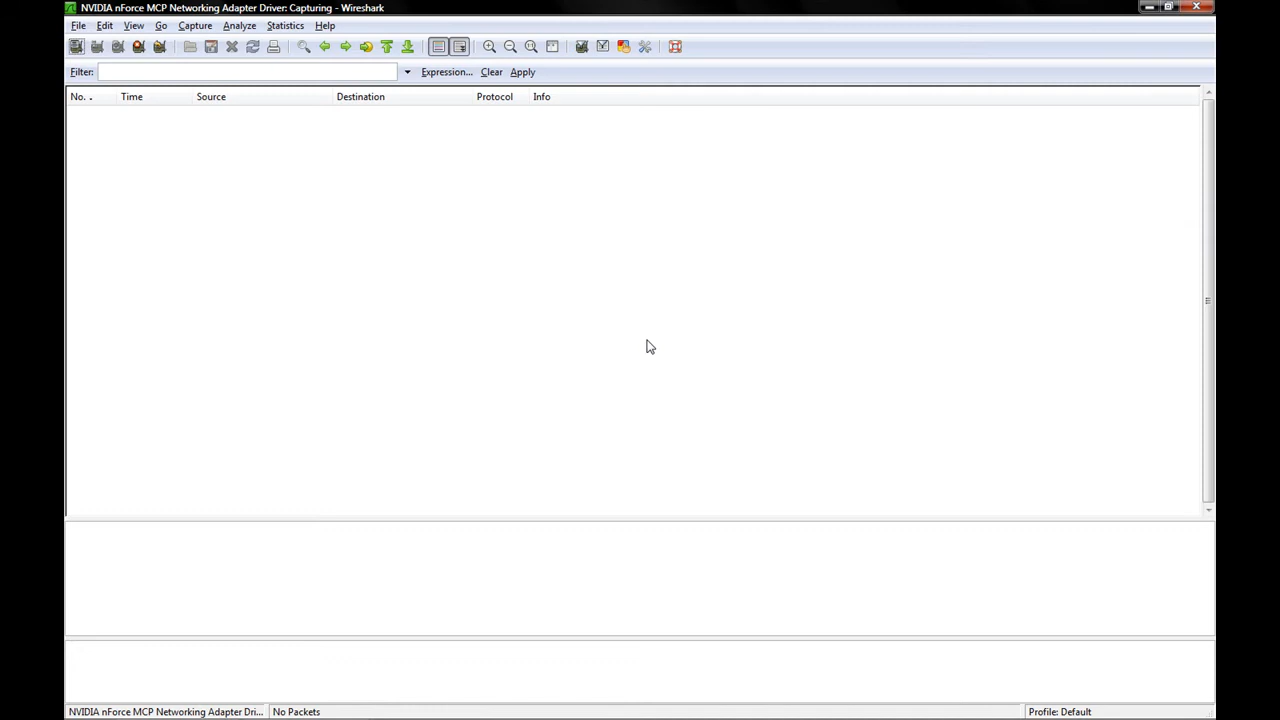 NVIDIA nForce MCP Networking Adapter Driver: Capturing - Wireshark
File Edit View Go Capture Analyze Statistics Help
Filter: Expression... Clear Apply
No. Time Source Destination Protocol Info
NVIDIA nForce MCP Networking Adapter Dri... No Packets Profile: Default